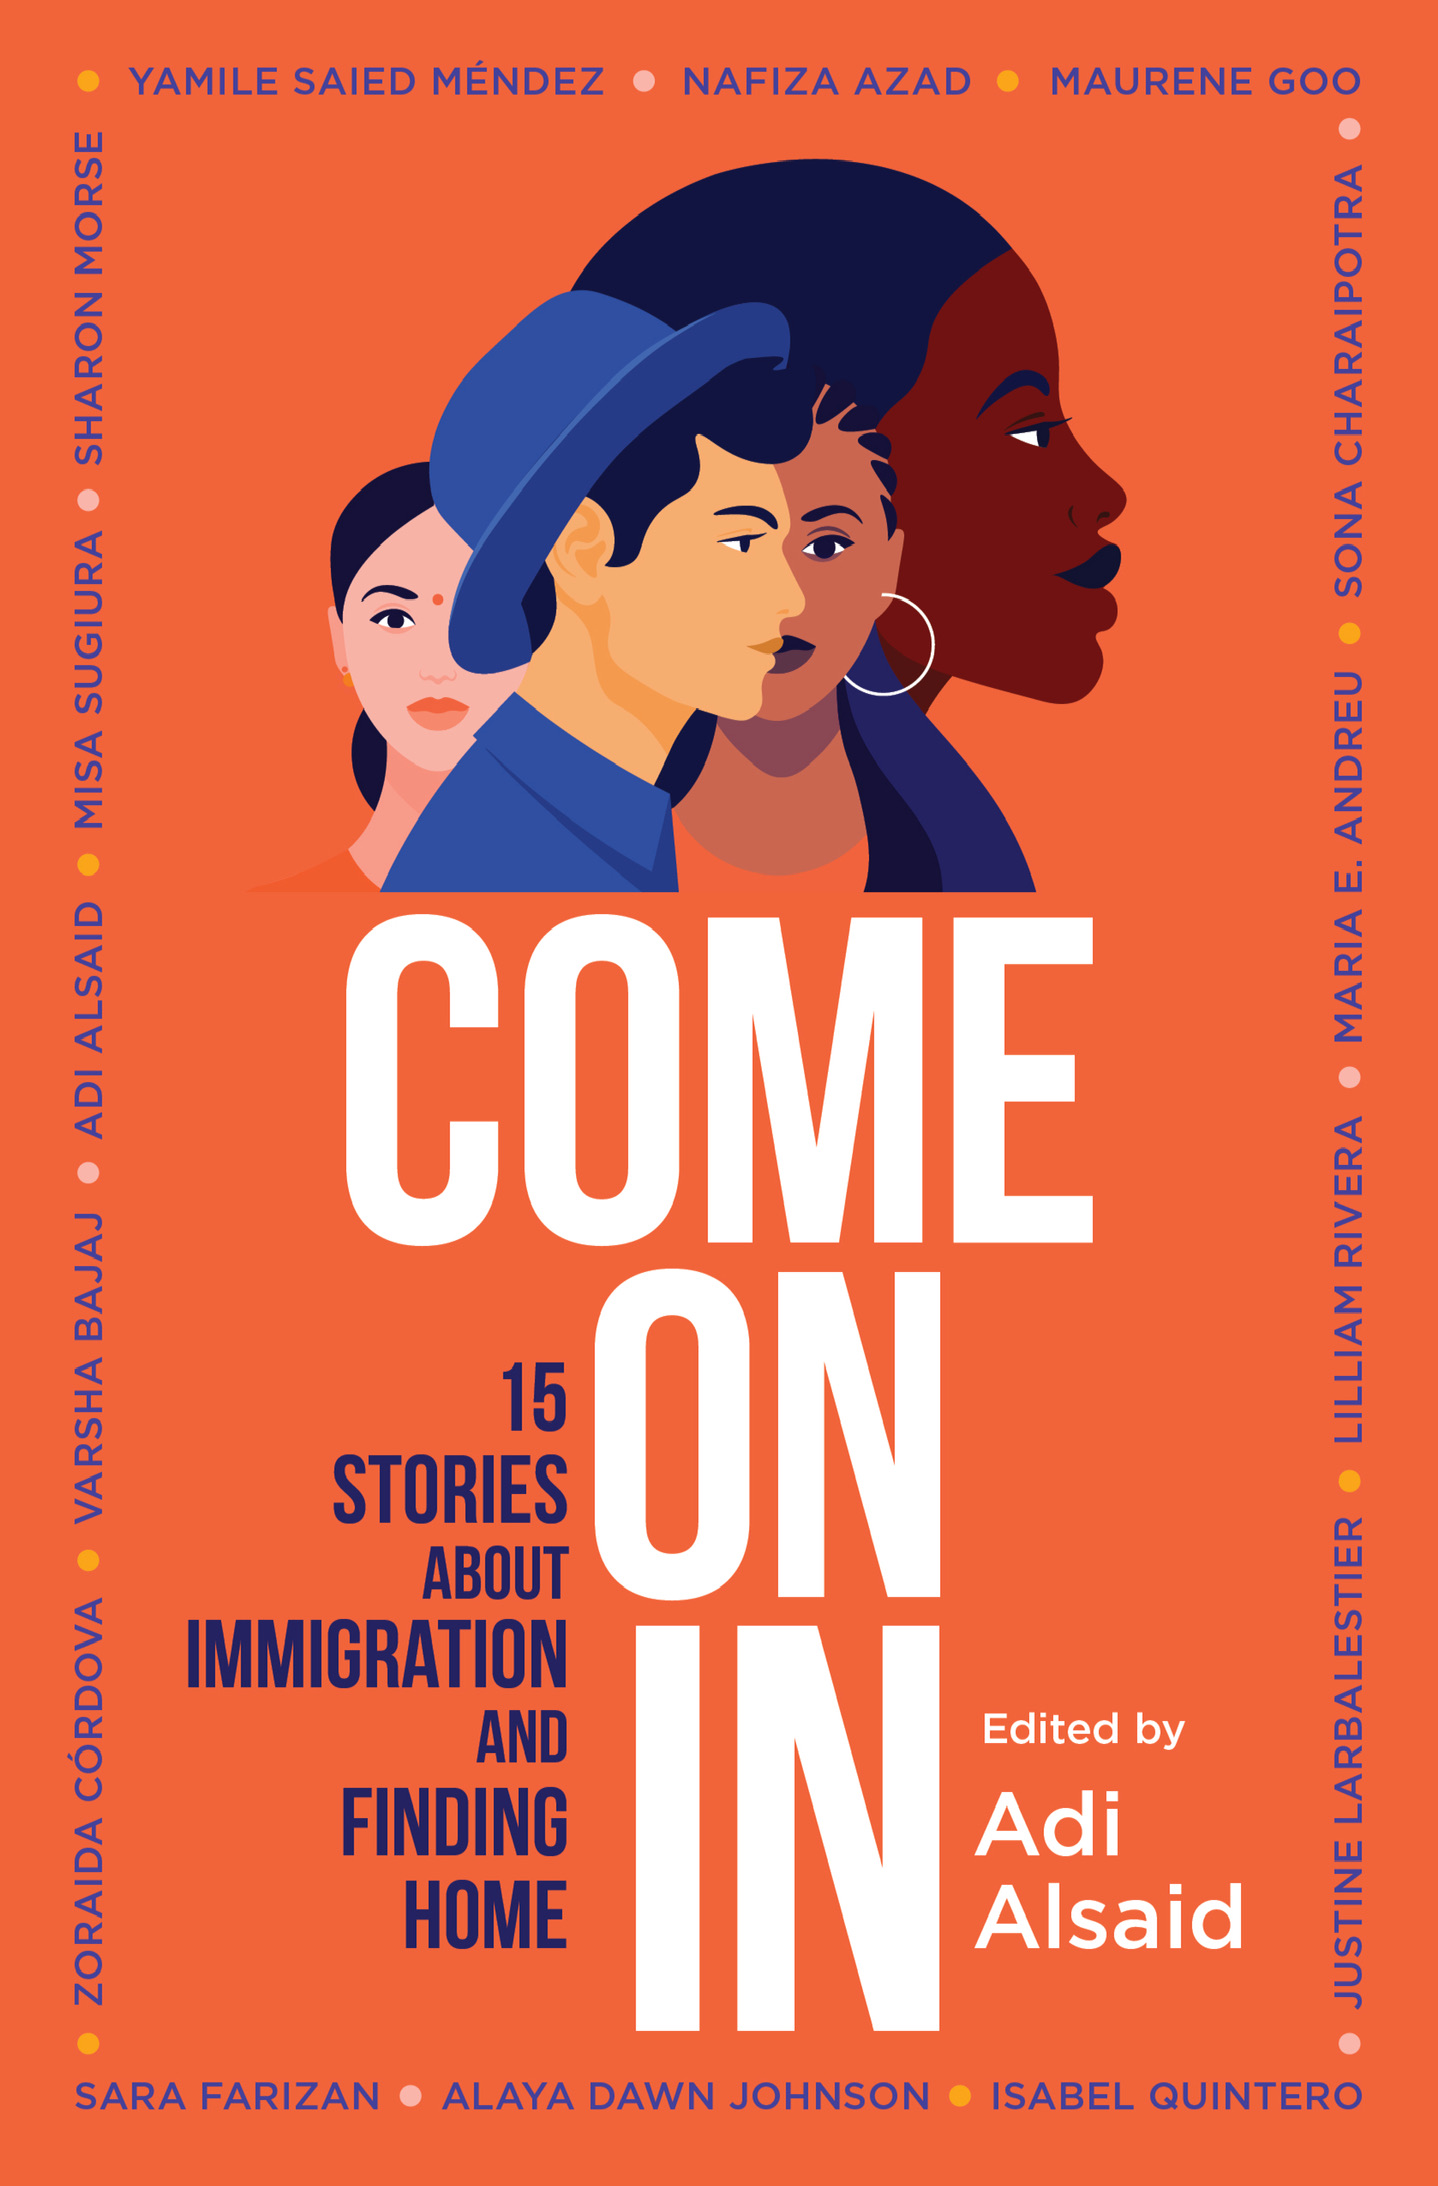 YAMILE SAIED MÉNDEZ • NAFIZA AZAD • MAURENE GOO
ZORAIDA CÓRDOVA • VARSHA BAJAJ • ADI ALSAID • MISA SUGIURA • SHARON MORSE
JUSTINE LARBALESTIER • LILLIAM RIVERA • MARIA E. ANDREU • SONA CHARAIPOTRA
COME
ON
IN
15
STORIES
ABOUT
IMMIGRATION
AND
FINDING
HOME
Edited by
Adi
Alsaid
SARA FARIZAN • ALAYA DAWN JOHNSON • ISABEL QUINTERO